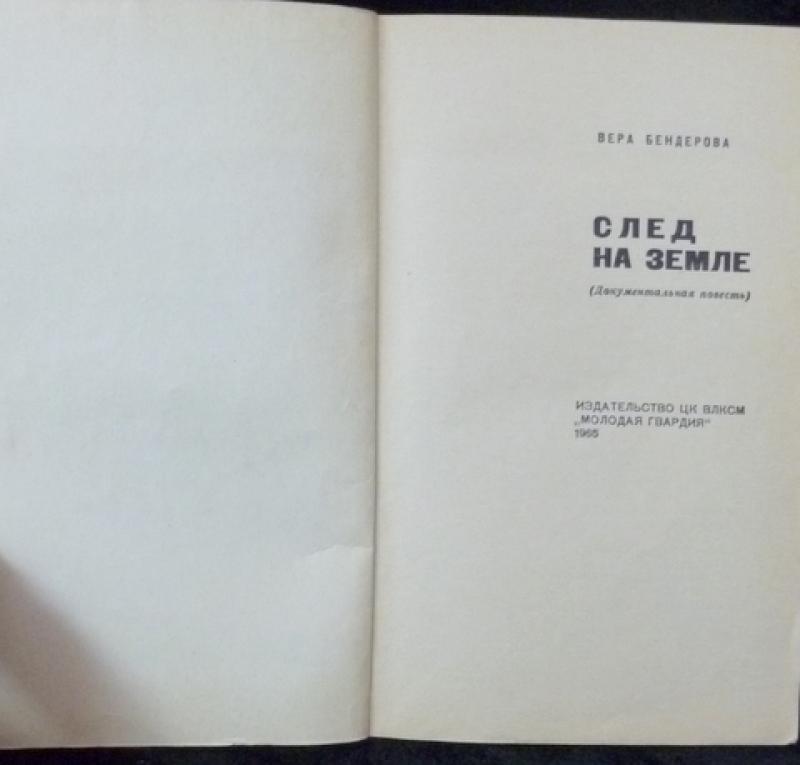 ВЕРА БЕНДЕРОВА
СЛЕД
НА ЗЕМЛЕ
(Документальная повесть)
ИЗДАТЕЛЬСТВО ЦК ВЛКСМ
„МОЛОДАЯ ГВАРДИЯ"
1965